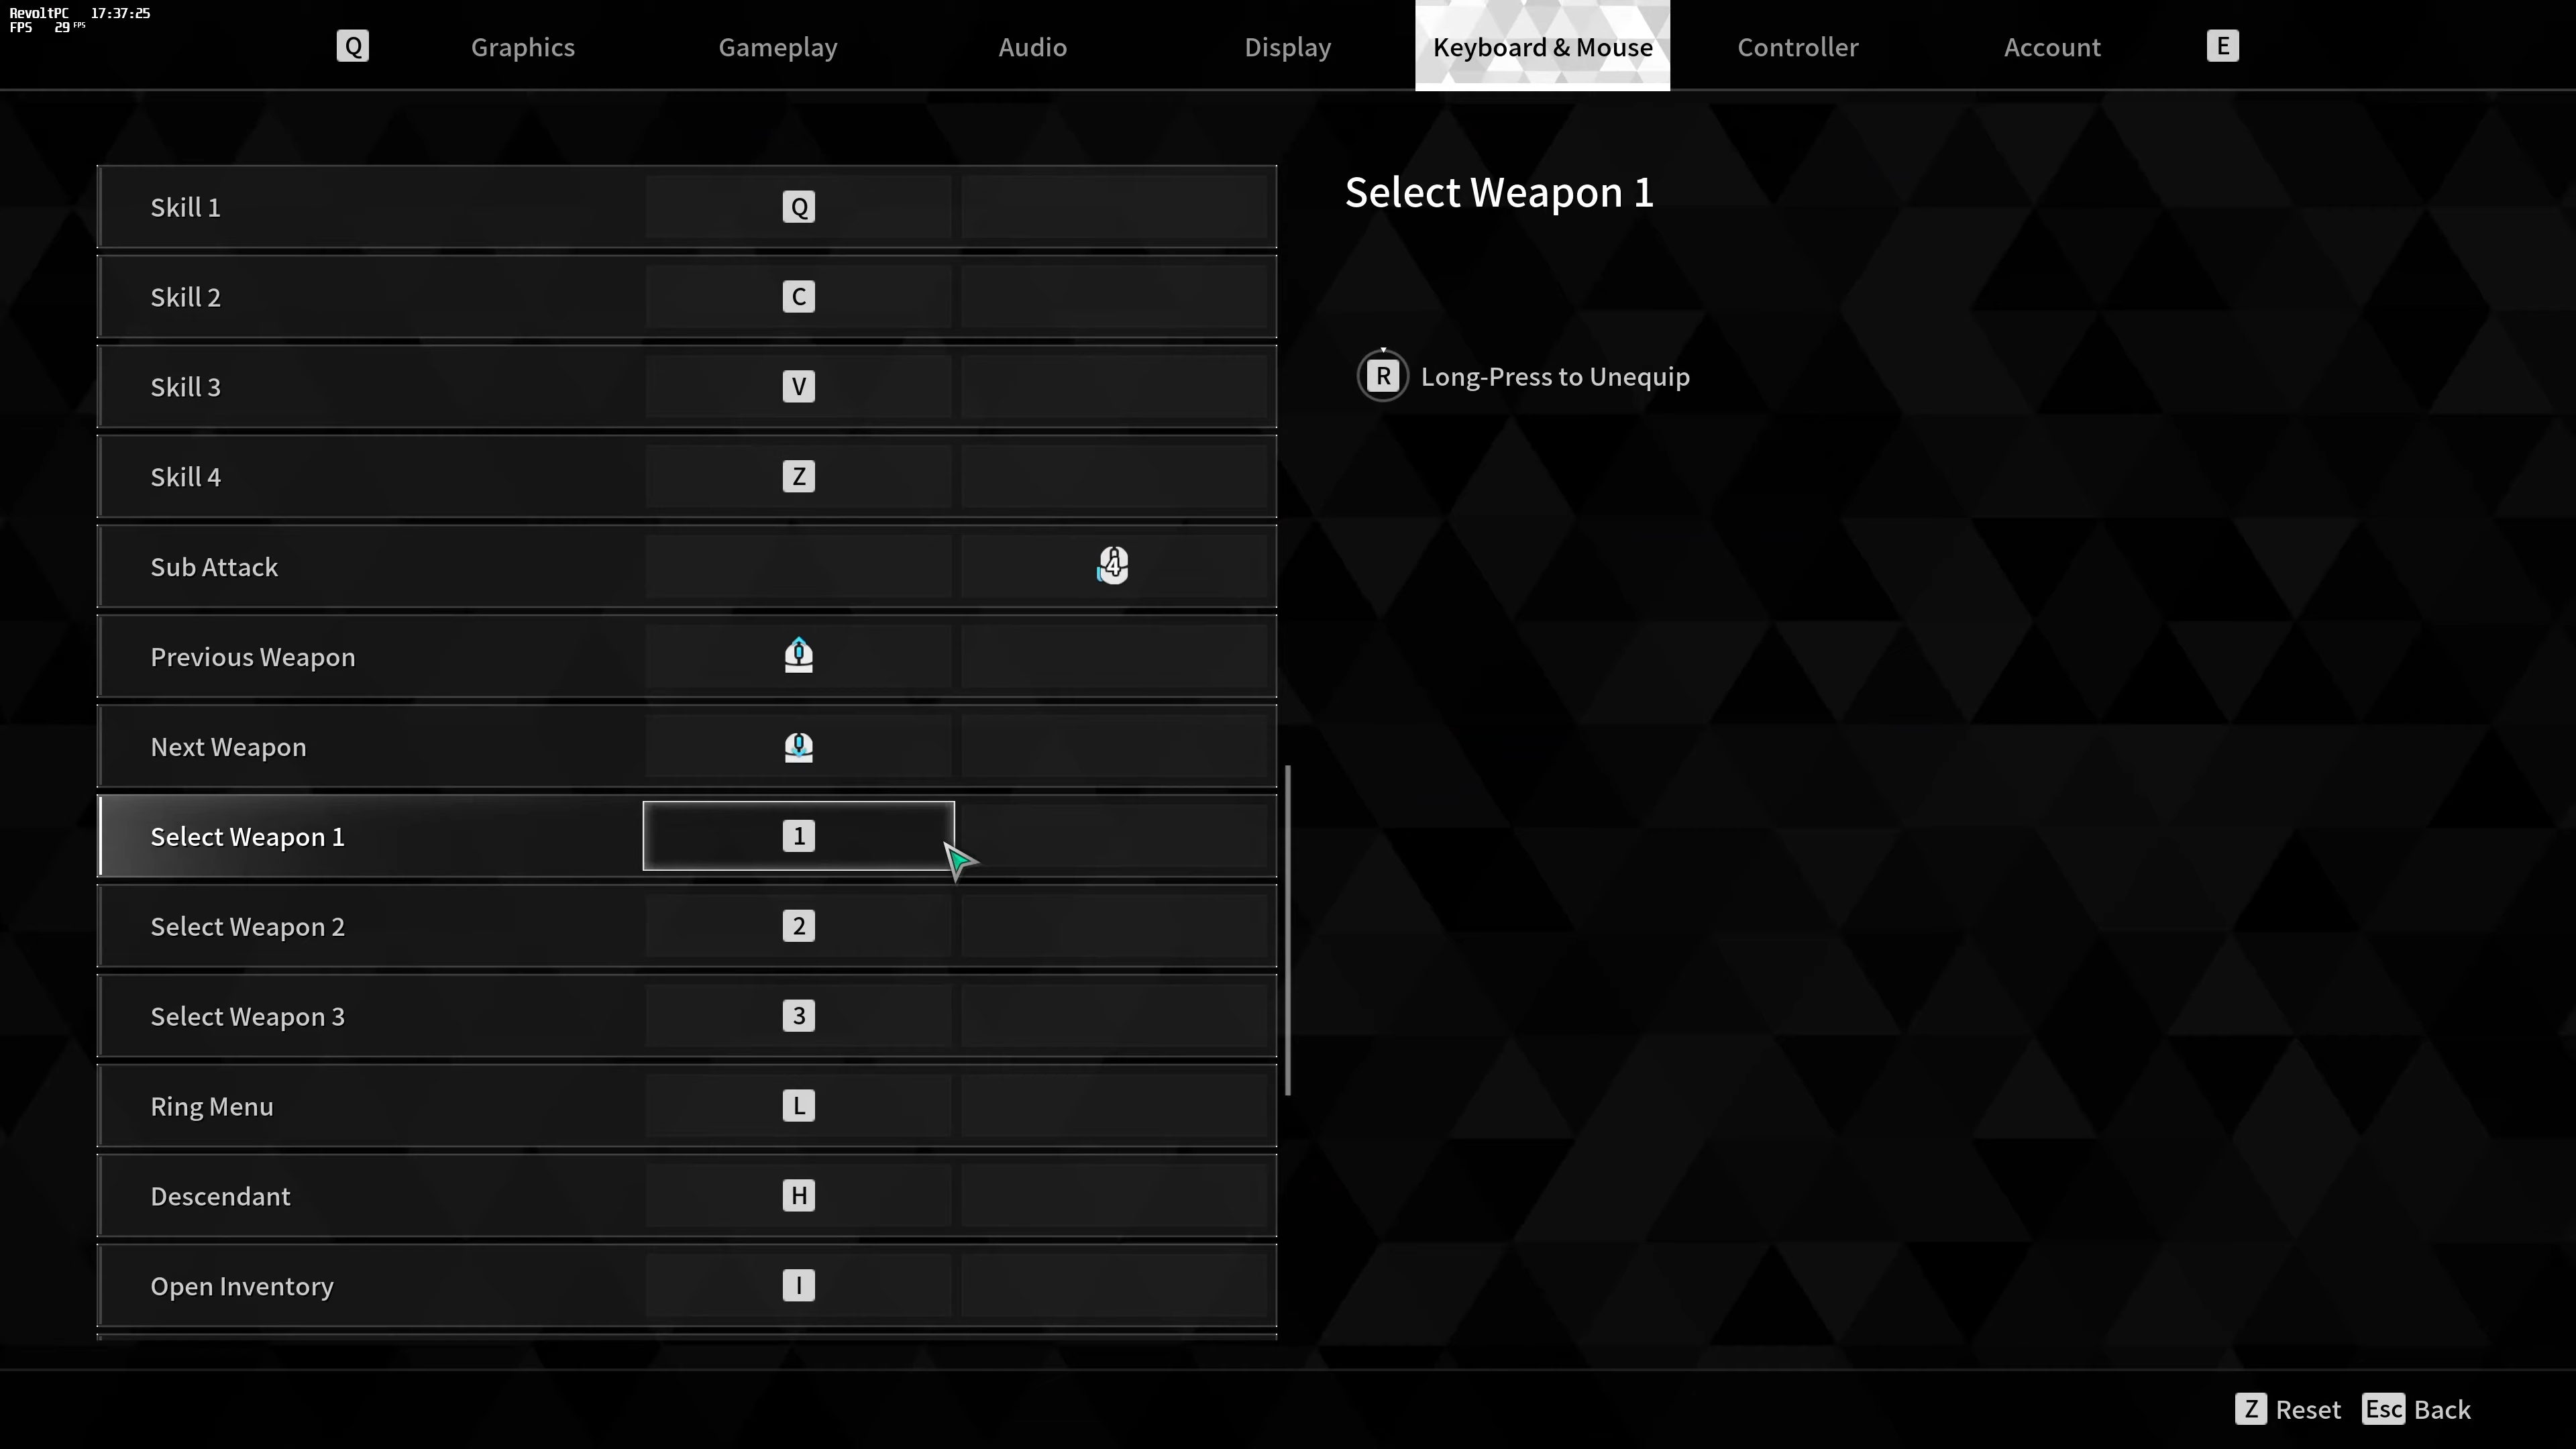 RevoltPC 17:37:25
FPS 29 FPS
Q Graphics Gameplay Audio Display Keyboard & Mouse Controller Account E
Skill 1 Q
Skill 2 C
Skill 3 V
Skill 4 Z
Sub Attack 4
Previous Weapon
Next Weapon
Select Weapon 1 1
Select Weapon 2 2
Select Weapon 3 3
Ring Menu L
Descendant H
Open Inventory I
Select Weapon 1
R Long-Press to Unequip
Z Reset Esc Back